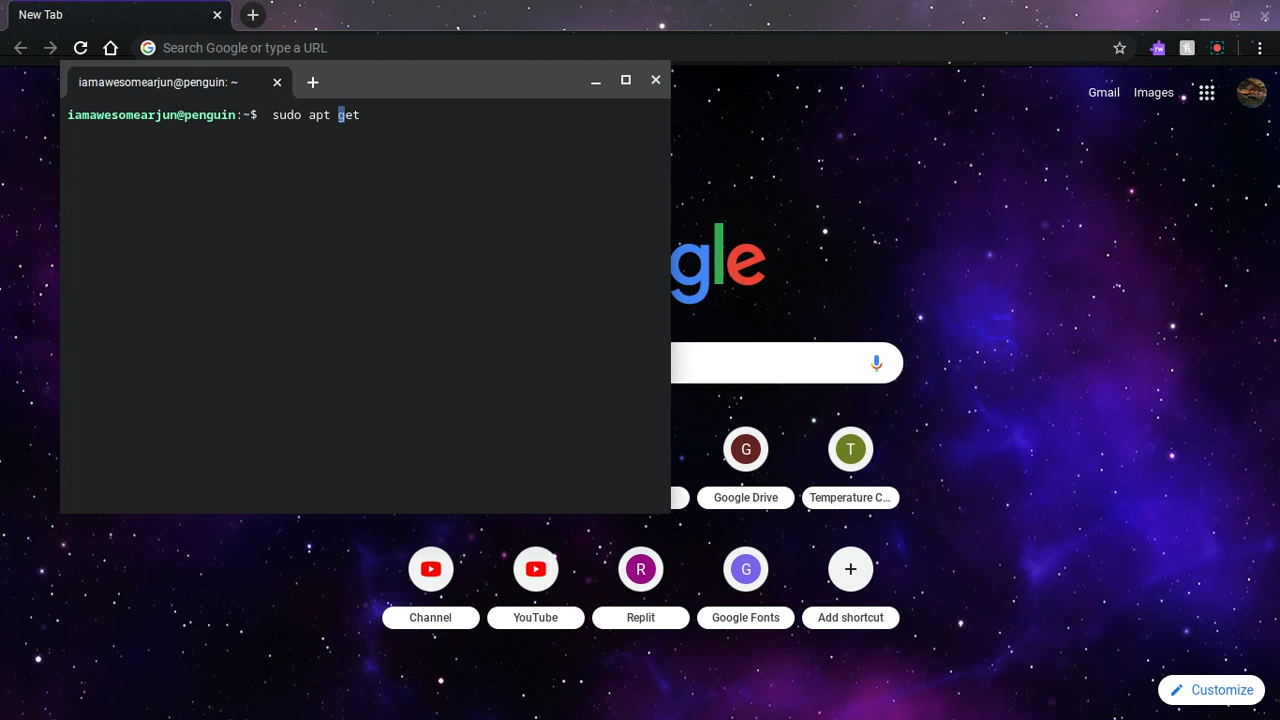 New Tab
Search Google or type a URL
rw
iamawesomearjun@penguin: ~
Gmail Images
iamawesomearjun@penguin:~$  sudo apt get
gle
G T
Google Drive Temperature C...
R G
Channel YouTube Replit Google Fonts Add shortcut
Customize